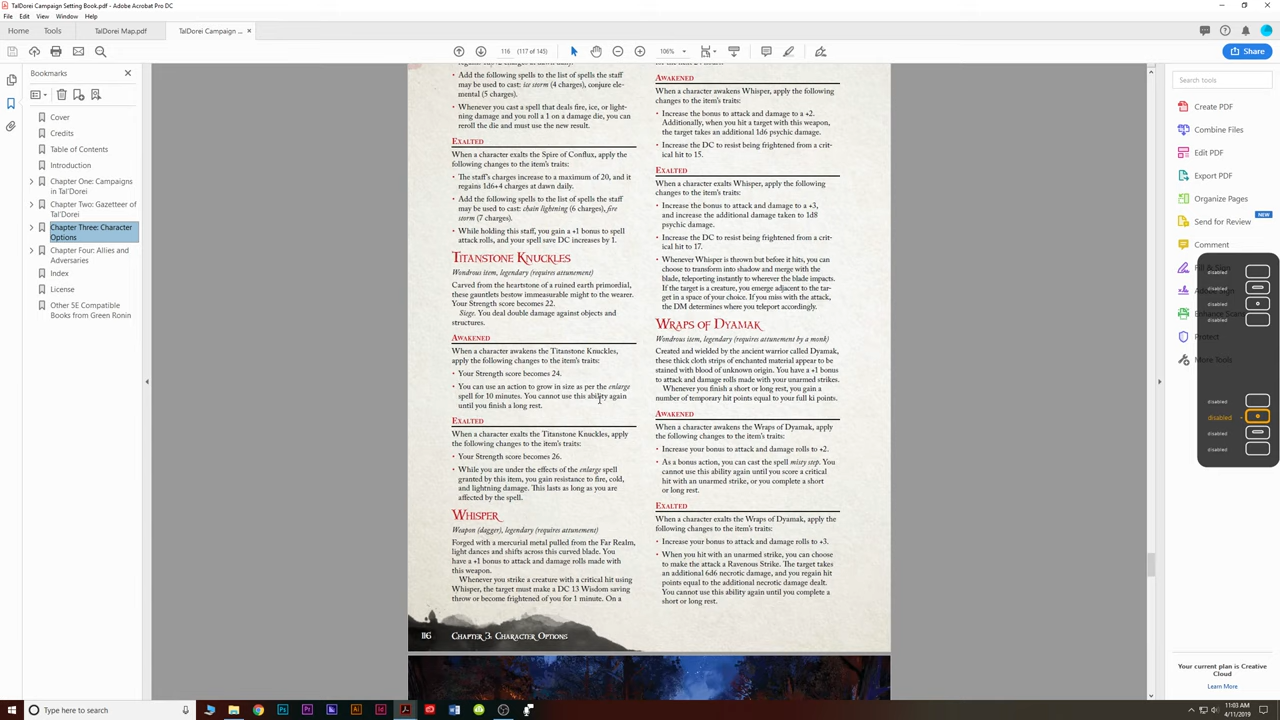 TalDorei Campaign Setting Book.pdf - Adobe Acrobat Pro DC
File Edit View Window Help
Home Tools TalDorei Map.pdf TalDorei Campaign ... ×
116 (117 of 145) 106%
Share
Bookmarks
Cover
Credits
Table of Contents
Introduction
Chapter One: Campaigns
in Tal'Dorei
Chapter Two: Gazetteer of
Tal'Dorei
Chapter Three: Character
Options
Chapter Four: Allies and
Adversaries
Index
License
Other 5E Compatible
Books from Green Ronin
• Add the following spells to the list of spells the staff
may be used to cast: ice storm (4 charges), conjure ele-
mental (5 charges).
• Whenever you cast a spell that deals fire, ice, or light-
ning damage and you roll a 1 on a damage die, you can
reroll the die and must use the new result.
Exalted
When a character exalts the Spire of Conflux, apply the
following changes to the item's traits:
• The staff's charges increase to a maximum of 20, and it
regains 1d6+4 charges at dawn daily.
• Add the following spells to the list of spells the staff
may be used to cast: chain lightning (6 charges), fire
storm (7 charges).
• While holding this staff, you gain a +1 bonus to spell
attack rolls, and your spell save DC increases by 1.
Titanstone Knuckles
Wondrous item, legendary (requires attunement)
Carved from the heartstone of a ruined earth primordial,
these gauntlets bestow immeasurable might to the wearer.
Your Strength score becomes 22.
Siege. You deal double damage against objects and
structures.
Awakened
When a character awakens the Titanstone Knuckles,
apply the following changes to the item's traits:
• Your Strength score becomes 24.
• You can use an action to grow in size as per the enlarge
spell for 10 minutes. You cannot use this ability again
until you finish a long rest.
Exalted
When a character exalts the Titanstone Knuckles, apply
the following changes to the item's traits:
• Your Strength score becomes 26.
• While you are under the effects of the enlarge spell
granted by this item, you gain resistance to fire, cold,
and lightning damage. This lasts as long as you are
affected by the spell.
Whisper
Weapon (dagger), legendary (requires attunement)
Forged with a mercurial metal pulled from the Far Realm,
light dances and shifts across this curved blade. You
have a +1 bonus to attack and damage rolls made with
this weapon.
Whenever you strike a creature with a critical hit using
Whisper, the target must make a DC 13 Wisdom saving
throw or become frightened of you for 1 minute. On a
Awakened
When a character awakens Whisper, apply the following
changes to the item's traits:
• Increase the bonus to attack and damage to a +2.
Additionally, when you hit a target with this weapon,
the target takes an additional 1d6 psychic damage.
• Increase the DC to resist being frightened from a crit-
ical hit to 15.
Exalted
When a character exalts Whisper, apply the following
changes to the item's traits:
• Increase the bonus to attack and damage to a +3,
and increase the additional damage taken to 1d8
psychic damage.
• Increase the DC to resist being frightened from a crit-
ical hit to 17.
• Whenever Whisper is thrown but before it hits, you can
choose to transform into shadow and merge with the
blade, teleporting instantly to wherever the blade impacts.
If the target is a creature, you emerge adjacent to the tar-
get in a space of your choice. If you miss with the attack,
the DM determines where you teleport accordingly.
Wraps of Dyamak
Wondrous item, legendary (requires attunement by a monk)
Created and wielded by the ancient warrior called Dyamak,
these thick cloth strips of enchanted material appear to be
stained with blood of unknown origin. You have a +1 bonus
to attack and damage rolls made with your unarmed strikes.
Whenever you finish a short or long rest, you gain a
number of temporary hit points equal to your full ki points.
Awakened
When a character awakens the Wraps of Dyamak, apply
the following changes to the item's traits:
• Increase your bonus to attack and damage rolls to +2.
• As a bonus action, you can cast the spell misty step. You
cannot use this ability again until you score a critical
hit with an unarmed strike, or you complete a short
or long rest.
Exalted
When a character exalts the Wraps of Dyamak, apply the
following changes to the item's traits:
• Increase your bonus to attack and damage rolls to +3.
• When you hit with an unarmed strike, you can choose
to make the attack a Ravenous Strike. The target takes
an additional 6d6 necrotic damage, and you regain hit
points equal to the additional necrotic damage dealt.
You cannot use this ability again until you complete a
short or long rest.
116 Chapter 3: Character Options
Search tools
Create PDF
Combine Files
Edit PDF
Export PDF
Organize Pages
Send for Review NEW
Comment
Protect
More Tools
disabled
disabled
disabled
disabled
disabled
disabled
disabled
disabled
Your current plan is Creative
Cloud
Learn More
Type here to search
11:03 AM
4/11/2019